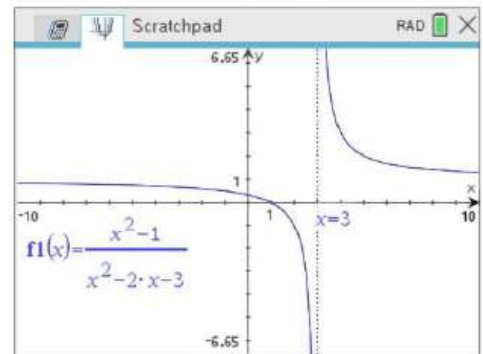 Scratchpad RAD
6.65 y
1
x
-10 1 x=3 10
f1(x)=x²-1/x²-2·x-3
-6.65